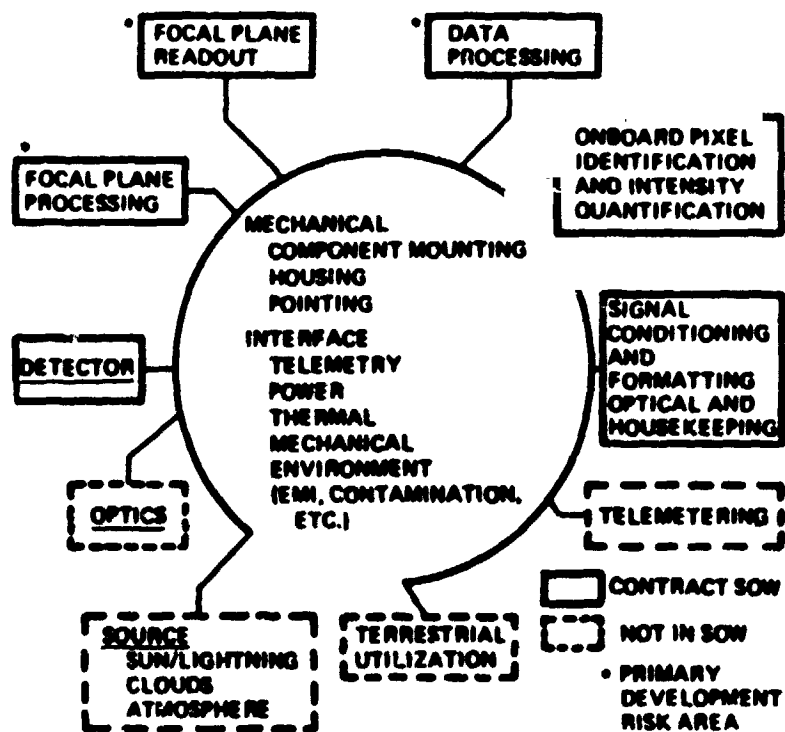 • FOCAL PLANE
READOUT
• DATA
PROCESSING
ONBOARD PIXEL
IDENTIFICATION
AND INTENSITY
QUANTIFICATION
•
FOCAL PLANE
PROCESSING
MECHANICAL
COMPONENT MOUNTING
HOUSING
POINTING
INTERFACE
TELEMETRY
POWER
THERMAL
MECHANICAL
ENVIRONMENT
(EMI, CONTAMINATION,
ETC.)
SIGNAL
CONDITIONING
AND
FORMATTING
OPTICAL AND
HOUSEKEEPING
DETECTOR
OPTICS
TELEMETERING
SOURCE
SUN/LIGHTNING
CLOUDS
ATMOSPHERE
TERRESTRIAL
UTILIZATION
CONTRACT SOW
NOT IN SOW
• PRIMARY
DEVELOPMENT
RISK AREA